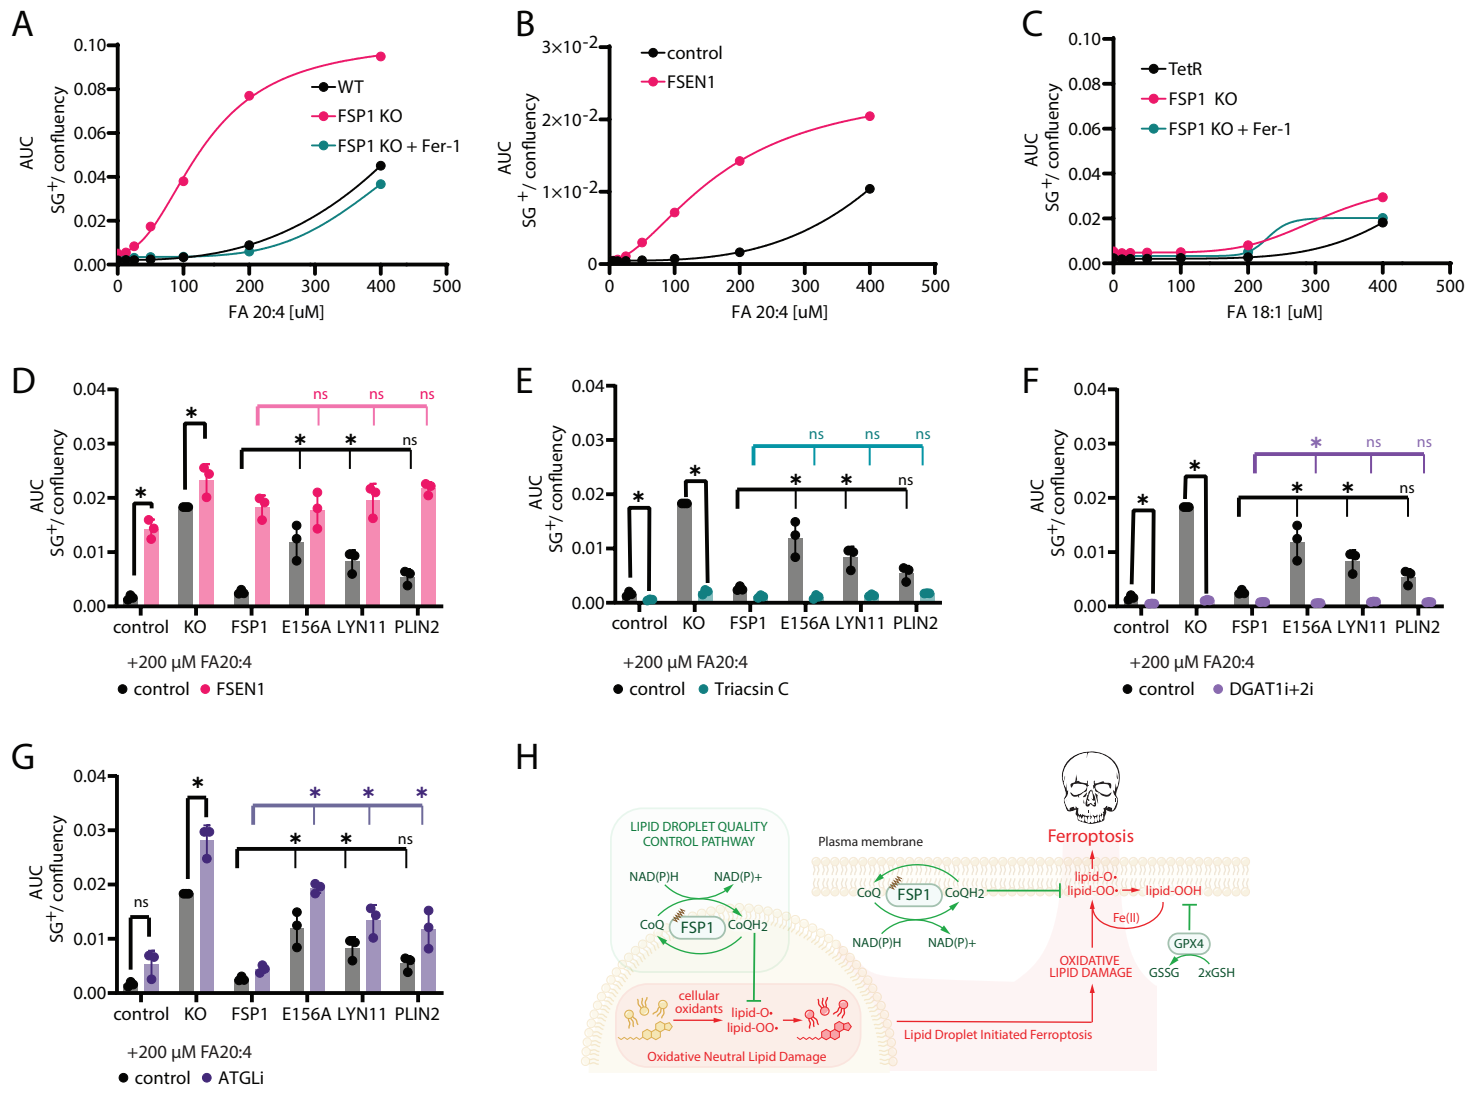 A
AUC
SG+/ confluency
0.10
0.08
0.06
0.04
0.02
0.00
0
100
200
300
400
500
FA 20:4 [uM]
WT
FSP1 KO
FSP1 KO + Fer-1
B
AUC
SG+/ confluency
3×10-2
2×10-2
1×10-2
0
0
100
200
300
400
500
FA 20:4 [uM]
control
FSEN1
C
AUC
SG+/ confluency
0.10
0.08
0.06
0.04
0.02
0.00
0
100
200
300
400
500
FA 18:1 [uM]
TetR
FSP1 KO
FSP1 KO + Fer-1
D
AUC
SG+/ confluency
0.04
0.03
0.02
0.01
0.00
ns ns ns
* * * * ns
control KO FSP1 E156A LYN11 PLIN2
+200 µM FA20:4
control FSEN1
E
AUC
SG+/ confluency
0.04
0.03
0.02
0.01
0.00
ns ns ns
* * * * ns
control KO FSP1 E156A LYN11 PLIN2
+200 µM FA20:4
control Triacsin C
F
AUC
SG+/ confluency
0.04
0.03
0.02
0.01
0.00
* ns ns
* * * * ns
control KO FSP1 E156A LYN11 PLIN2
+200 µM FA20:4
control DGAT1i+2i
G
AUC
SG+/ confluency
0.04
0.03
0.02
0.01
0.00
* * * *
ns * * ns
control KO FSP1 E156A LYN11 PLIN2
+200 µM FA20:4
control ATGLi
H
LIPID DROPLET QUALITY
CONTROL PATHWAY
NAD(P)H NAD(P)+
CoQ FSP1 CoQH2
cellular
oxidants
lipid-O•
lipid-OO•
Oxidative Neutral Lipid Damage
Lipid Droplet Initiated Ferroptosis
Plasma membrane
CoQ FSP1 CoQH2
NAD(P)H NAD(P)+
Ferroptosis
lipid-O•
lipid-OO• lipid-OOH
Fe(II)
GPX4
GSSG 2xGSH
OXIDATIVE
LIPID DAMAGE